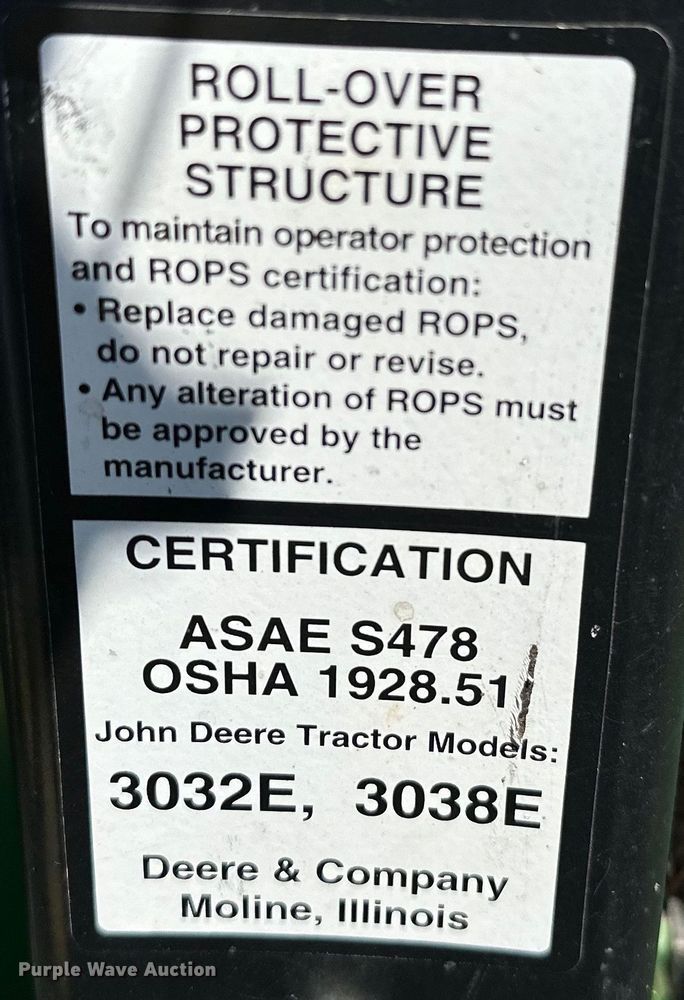 ROLL-OVER
PROTECTIVE
STRUCTURE
To maintain operator protection
and ROPS certification:
• Replace damaged ROPS,
do not repair or revise.
• Any alteration of ROPS must
be approved by the
manufacturer.
CERTIFICATION
ASAE S478
OSHA 1928.51
John Deere Tractor Models:
3032E, 3038E
Deere & Company
Moline, Illinois
Purple Wave Auction